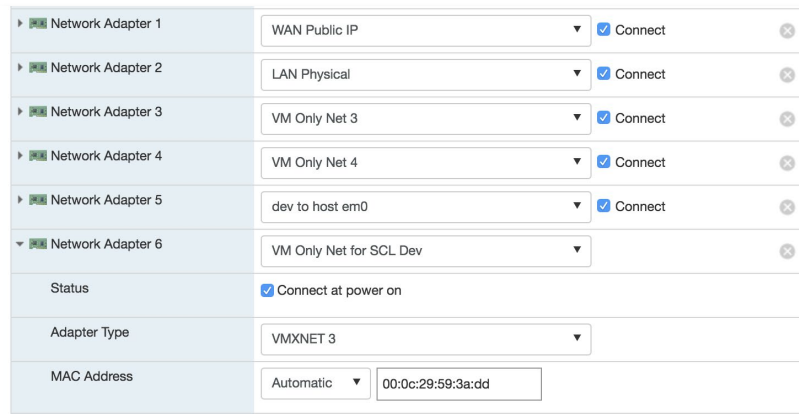 Network Adapter 1 WAN Public IP Connect
Network Adapter 2 LAN Physical Connect
Network Adapter 3 VM Only Net 3 Connect
Network Adapter 4 VM Only Net 4 Connect
Network Adapter 5 dev to host em0 Connect
Network Adapter 6 VM Only Net for SCL Dev
Status Connect at power on
Adapter Type VMXNET 3
MAC Address Automatic 00:0c:29:59:3a:dd